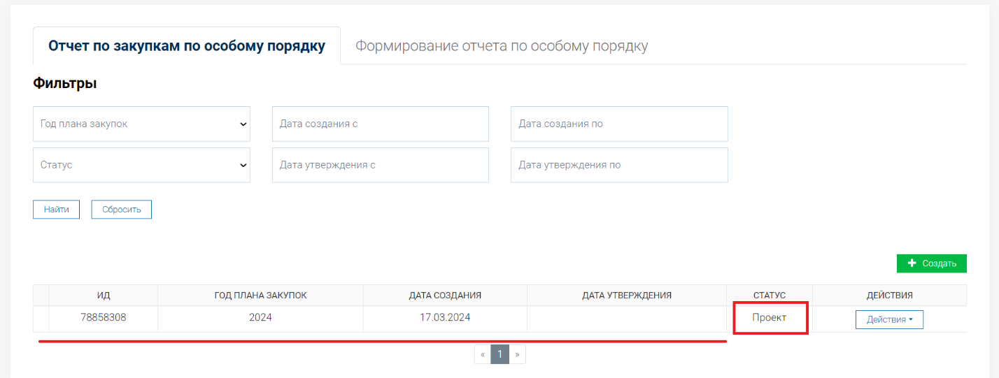 Отчет по закупкам по особому порядку
Формирование отчета по особому порядку
Фильтры
Год плана закупок
Дата создания с
Дата создания по
Статус
Дата утверждения с
Дата утверждения по
Найти
Сбросить
+ Создать
ИД ГОД ПЛАНА ЗАКУПОК ДАТА СОЗДАНИЯ ДАТА УТВЕРЖДЕНИЯ СТАТУС ДЕЙСТВИЯ
78858308 2024 17.03.2024 Проект Действия
« 1 »